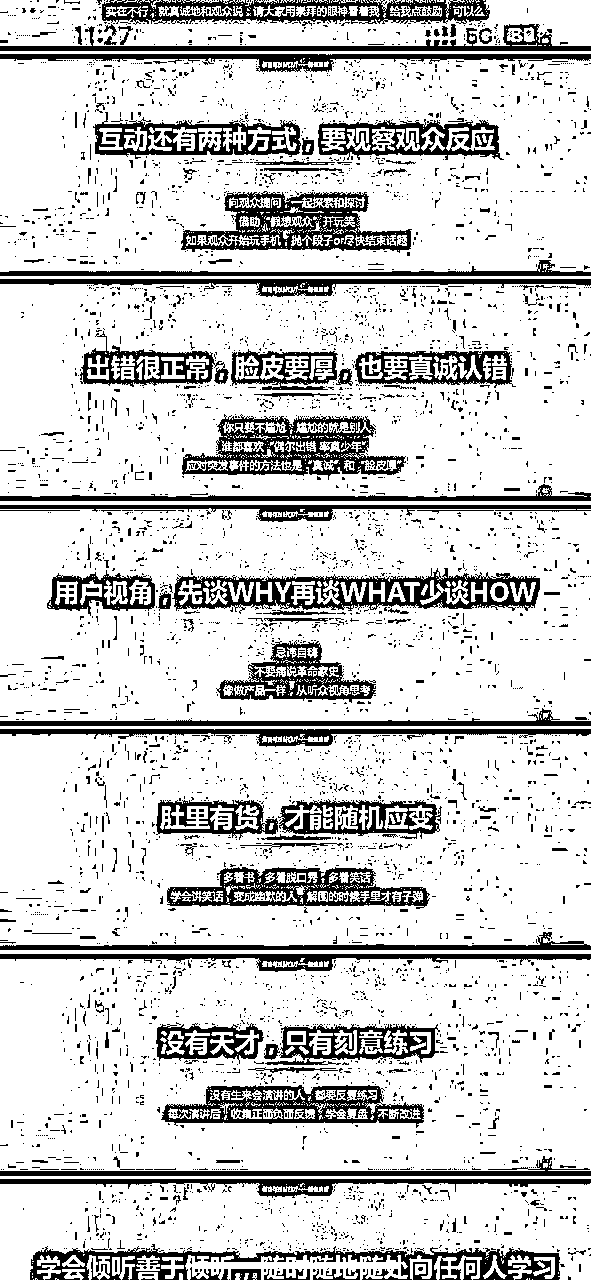 实在不行，就真诚地和观众说：请大家用崇拜的眼神看着我，给我点鼓励，可以么
11:27
5G
互动还有两种方式，要观察观众反应
向观众提问，一起探索和探讨
借助“假想观众”开玩笑
如果观众开始玩手机，抛个段子or尽快结束话题
出错很正常，脸皮要厚，也要真诚认错
你只要不尴尬，尴尬的就是别人
谁都喜欢“偶尔出错 率真少年”
应对突发事件的方法也是“真诚”和“脸皮厚”
用户视角，先谈WHY再谈WHAT少谈HOW
忌讳自嗨
不要痛说革命家史
像做产品一样，从听众视角思考
肚里有货，才能随机应变
多看书，多看脱口秀，多看笑话
学会讲笑话，变成幽默的人，解围的时候手里才有子弹
没有天才，只有刻意练习
没有生来会演讲的人，都要反复练习
每次演讲后，收集正面负面反馈，学会复盘，不断改进
学会倾听善于倾听，随时随地随处向任何人学习